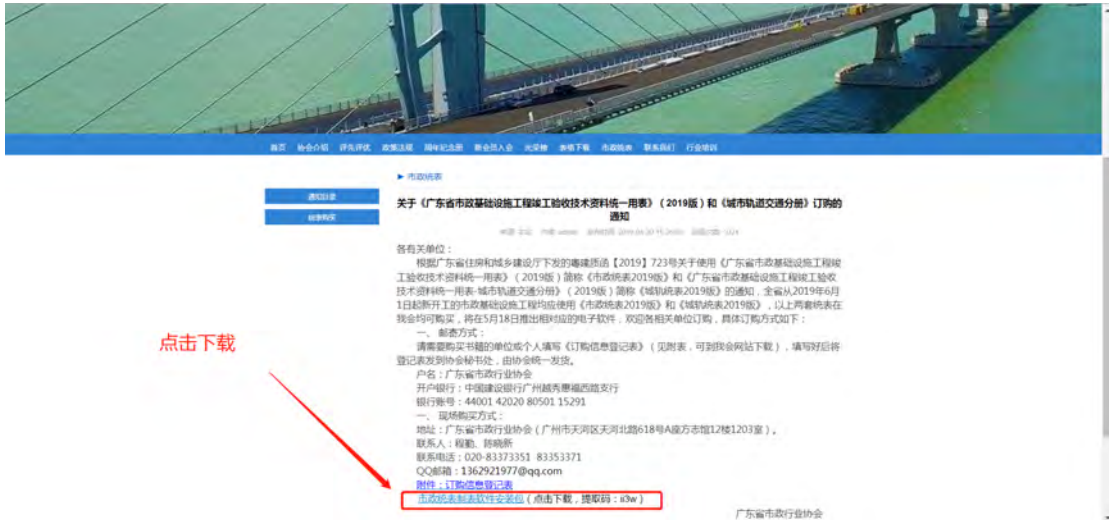 首页 协会介绍 评先评优 政策法规 周年纪念册 新会员入会 光荣榜 表格下载 市政统表 联系我们 行业培训
► 市政统表
通知目录
关于《广东省市政基础设施工程竣工验收技术资料统一用表》（2019版）和《城市轨道交通分册》订购的
通知
各有关单位：
根据广东省住房和城乡建设厅下发的粤建质函【2019】723号关于使用《广东省市政基础设施工程竣
工验收技术资料统一用表》（2019版）简称《市政统表2019版》和《广东省市政基础设施工程竣工验收
技术资料统一用表-城市轨道交通分册》（2019版）简称《城轨统表2019版》的通知，全省从2019年6月
1日起新开工的市政基础设施工程均应使用《市政统表2019版》和《城轨统表2019版》，以上两套统表在
我会均可购买，将在5月18日推出相对应的电子软件，欢迎各相关单位订购，具体订购方式如下：
一、 邮寄方式：
请需要购买书籍的单位或个人填写《订购信息登记表》（见附表，可到我会网站下载），填写好后将
登记表发到协会秘书处，由协会统一发货。
户名：广东省市政行业协会
开户银行：中国建设银行广州越秀惠福西路支行
银行账号：44001 42020 80501 15291
一、 现场购买方式：
地址：广东省市政行业协会（广州市天河区天河北路618号A座方志馆12楼1203室）。
联系人：程勤、陈晓新
联系电话：020-83373351 83353371
QQ邮箱：1362921977@qq.com
附件：订购信息登记表
点击下载
市政统表制表软件安装包（点击下载，提取码：ii3w）
广东省市政行业协会